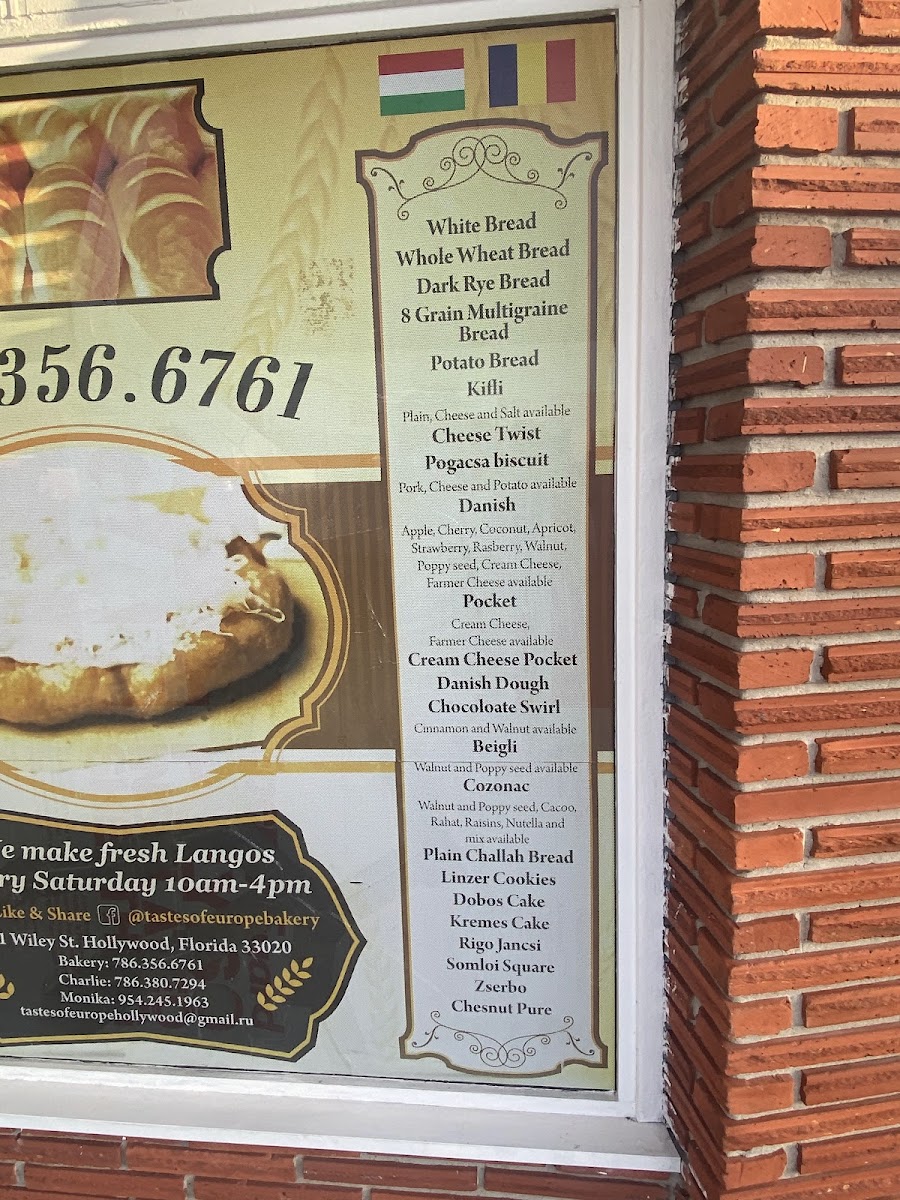 356.6761
White Bread
Whole Wheat Bread
Dark Rye Bread
8 Grain Multigraine
Bread
Potato Bread
Kifli
Plain, Cheese and Salt available
Cheese Twist
Pogacsa biscuit
Pork, Cheese and Potato available
Danish
Apple, Cherry, Coconut, Apricot,
Strawberry, Rasberry, Walnut,
Poppy seed, Cream Cheese,
Farmer Cheese available
Pocket
Cream Cheese,
Farmer Cheese available
Cream Cheese Pocket
Danish Dough
Chocoloate Swirl
Cinnamon and Walnut available
Beigli
Walnut and Poppy seed available
Cozonac
Walnut and Poppy seed, Cacoo,
Rahat, Raisins, Nutella and
mix available
Plain Challah Bread
Linzer Cookies
Dobos Cake
Kremes Cake
Rigo Jancsi
Somloi Square
Zserbo
Chesnut Pure
e make fresh Langos
ry Saturday 10am-4pm
Like & Share @tastesofeuropebakery
1 Wiley St. Hollywood, Florida 33020
Bakery: 786.356.6761
Charlie: 786.380.7294
Monika: 954.245.1963
tastesofeuropehollywood@gmail.ru